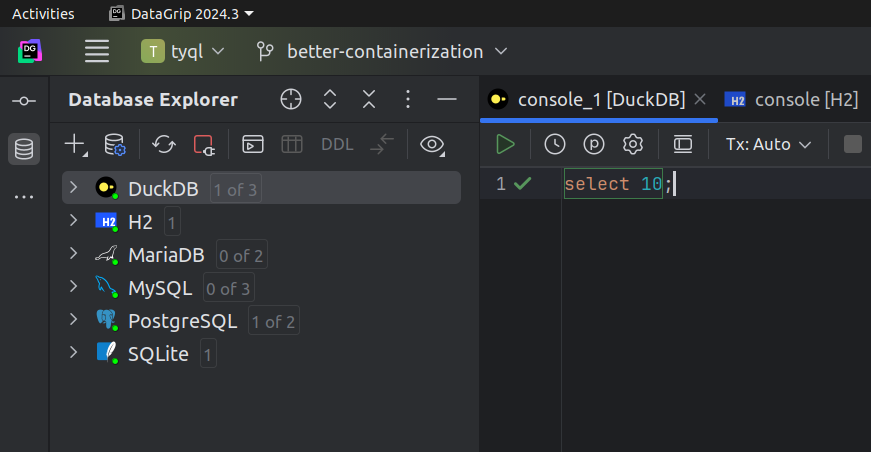 Activities DataGrip 2024.3
DG T tyql better-containerization
Database Explorer
DDL
DuckDB 1 of 3
H2 H2 1
MariaDB 0 of 2
MySQL 0 of 3
PostgreSQL 1 of 2
SQLite 1
console_1 [DuckDB] H2 console [H2]
Tx: Auto
1 select 10;